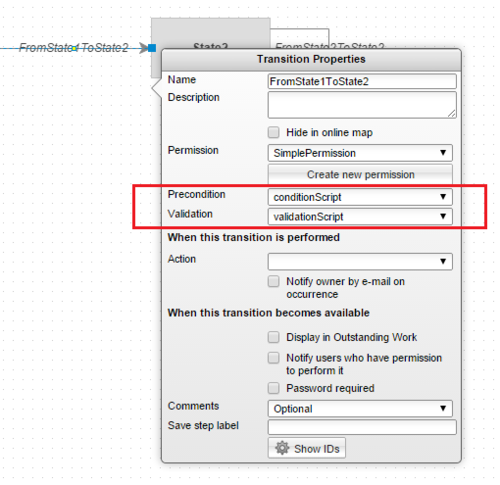 FromState1ToState2
State2
FromState2ToState2
Transition Properties
Name
FromState1ToState2
Description
Hide in online map
Permission
SimplePermission
Create new permission
Precondition
conditionScript
Validation
validationScript
When this transition is performed
Action
Notify owner by e-mail on
occurrence
When this transition becomes available
Display in Outstanding Work
Notify users who have permission
to perform it
Password required
Comments
Optional
Save step label
Show IDs